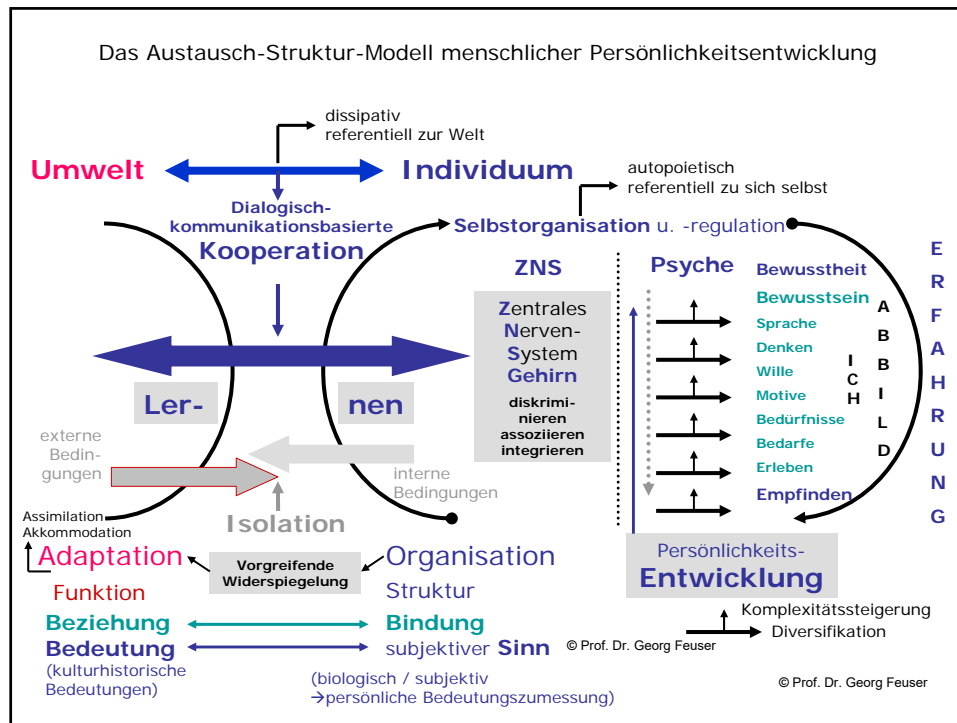 Das Austausch-Struktur-Modell menschlicher Persönlichkeitsentwicklung
dissipativ
referentiell zur Welt
Umwelt
Individuum
autopoietisch
referentiell zu sich selbst
Dialogisch-
kommunikationsbasierte
Kooperation
Selbstorganisation u. -regulation
ZNS
Zentrales
Nerven-
System
Gehirn
diskrimi-
nieren
assoziieren
integrieren
Psyche
Bewusstheit
Bewusstsein
Sprache
Denken
Wille
Motive
Bedürfnisse
Bedarfe
Erleben
Empfinden
ICH
ABBILD
ERFAHRUNG
Ler-
nen
externe
Bedin-
gungen
interne
Bedingungen
Isolation
Assimilation
Akkommodation
Adaptation
Vorgreifende
Widerspiegelung
Organisation
Persönlichkeits-
Entwicklung
Funktion
Struktur
Beziehung
Bindung
Bedeutung
subjektiver Sinn
(kulturhistorische
Bedeutungen)
(biologisch / subjektiv
→persönliche Bedeutungszumessung)
Komplexitätssteigerung
Diversifikation
© Prof. Dr. Georg Feuser
© Prof. Dr. Georg Feuser